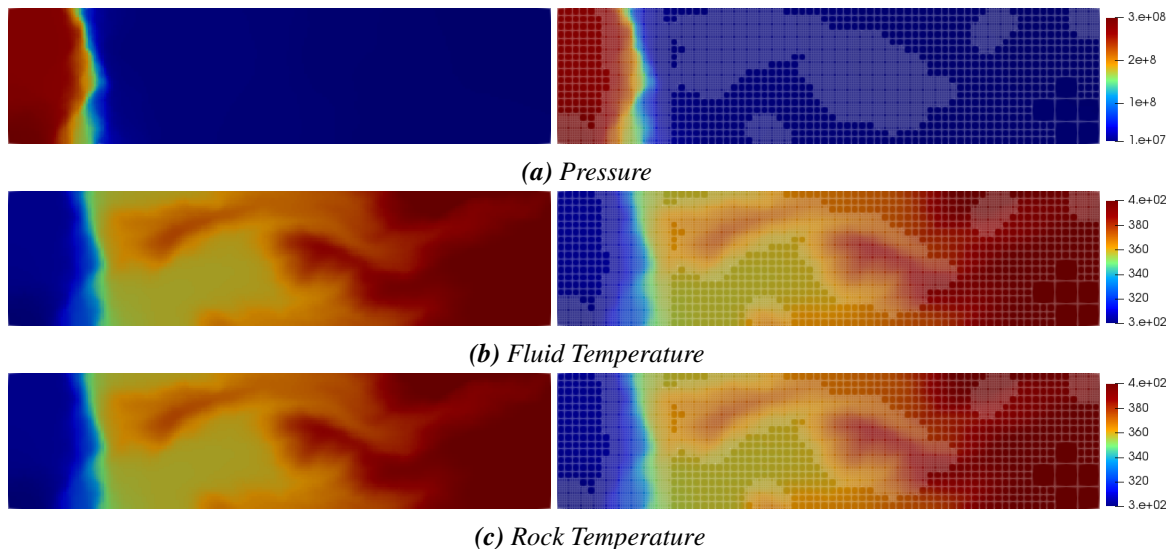 3.e+08
2e+8
1e+8
1.e+07
(a) Pressure
4.e+02
380
360
340
320
3.e+02
(b) Fluid Temperature
4.e+02
380
360
340
320
3.e+02
(c) Rock Temperature